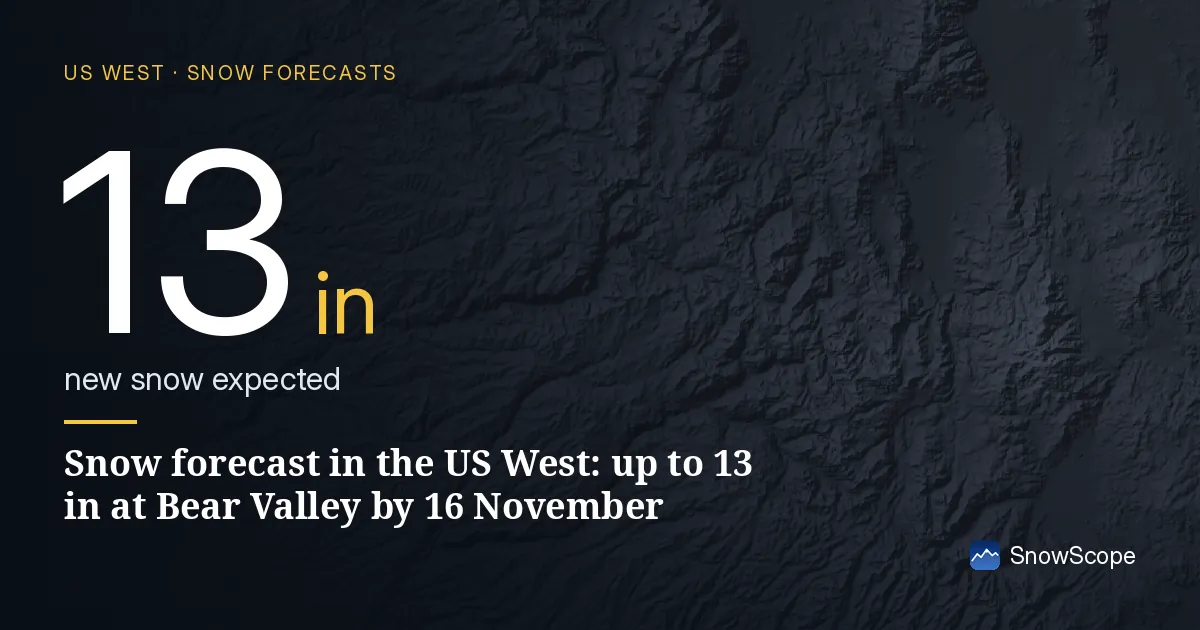 US WEST · SNOW FORECASTS
13 in
new snow expected
Snow forecast in the US West: up to 13
in at Bear Valley by 16 November
SnowScope